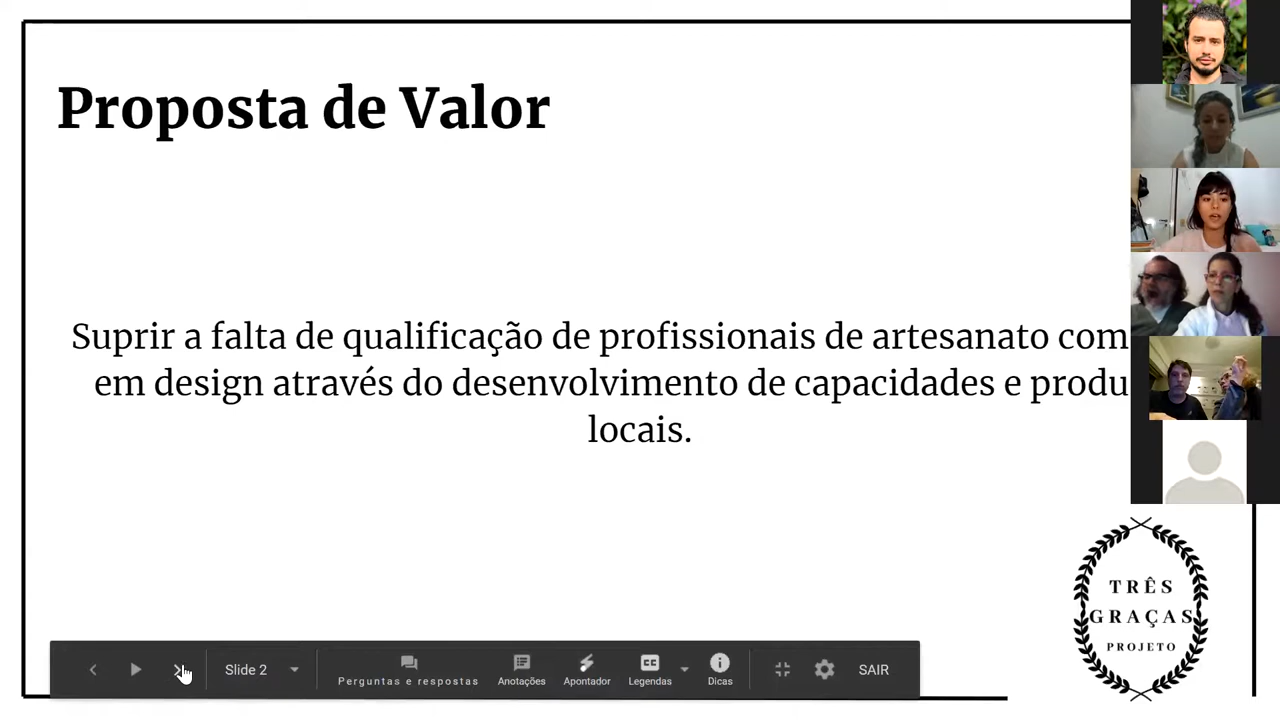 Proposta de Valor
Suprir a falta de qualificação de profissionais de artesanato com
em design através do desenvolvimento de capacidades e produ
locais.
TRÊS
GRAÇAS
PROJETO
Slide 2
Perguntas e respostas
Anotações
Apontador
CC
Legendas
Dicas
SAIR